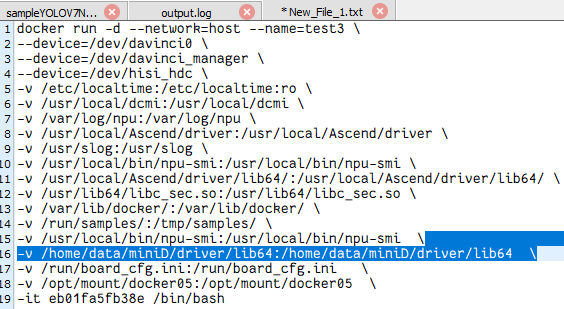 sampleYOLOV7N... output.log * New_File_1.txt
1 docker run -d --network=host --name=test3 \
2 --device=/dev/davinci0 \
3 --device=/dev/davinci_manager \
4 --device=/dev/hisi_hdc \
5 -v /etc/localtime:/etc/localtime:ro \
6 -v /usr/local/dcmi:/usr/local/dcmi \
7 -v /var/log/npu:/var/log/npu \
8 -v /usr/local/Ascend/driver:/usr/local/Ascend/driver \
9 -v /usr/slog:/usr/slog \
10 -v /usr/local/bin/npu-smi:/usr/local/bin/npu-smi \
11 -v /usr/local/Ascend/driver/lib64/:/usr/local/Ascend/driver/lib64/ \
12 -v /usr/lib64/libc_sec.so:/usr/lib64/libc_sec.so \
13 -v /var/lib/docker/:/var/lib/docker/ \
14 -v /run/samples/:/tmp/samples/ \
15 -v /usr/local/bin/npu-smi:/usr/local/bin/npu-smi \
16 -v /home/data/miniD/driver/lib64:/home/data/miniD/driver/lib64 \
17 -v /run/board_cfg.ini:/run/board_cfg.ini \
18 -v /opt/mount/docker05:/opt/mount/docker05 \
19 -it eb01fa5fb38e /bin/bash